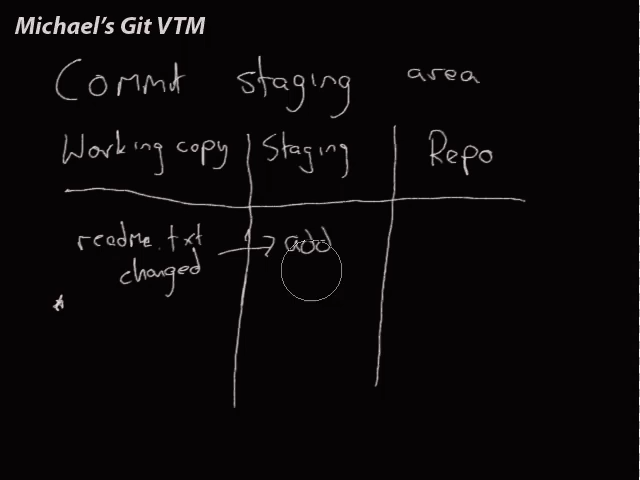 Michael's Git VTM
Commit staging area
Working copy Staging Repo
readme.txt → add
changed
*